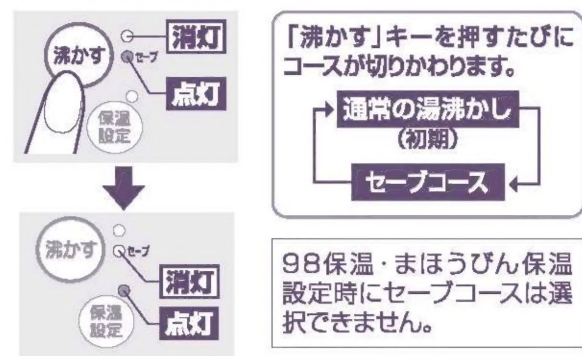 消灯
沸かす
セーブ
点灯
保温
設定
沸かす
セーブ
消灯
点灯
保温
設定
「沸かす」キーを押すたびに
コースが切りかわります。
通常の湯沸かし
(初期)
セーブコース
98保温・まほうびん保温
設定時にセーブコースは選
択できません。